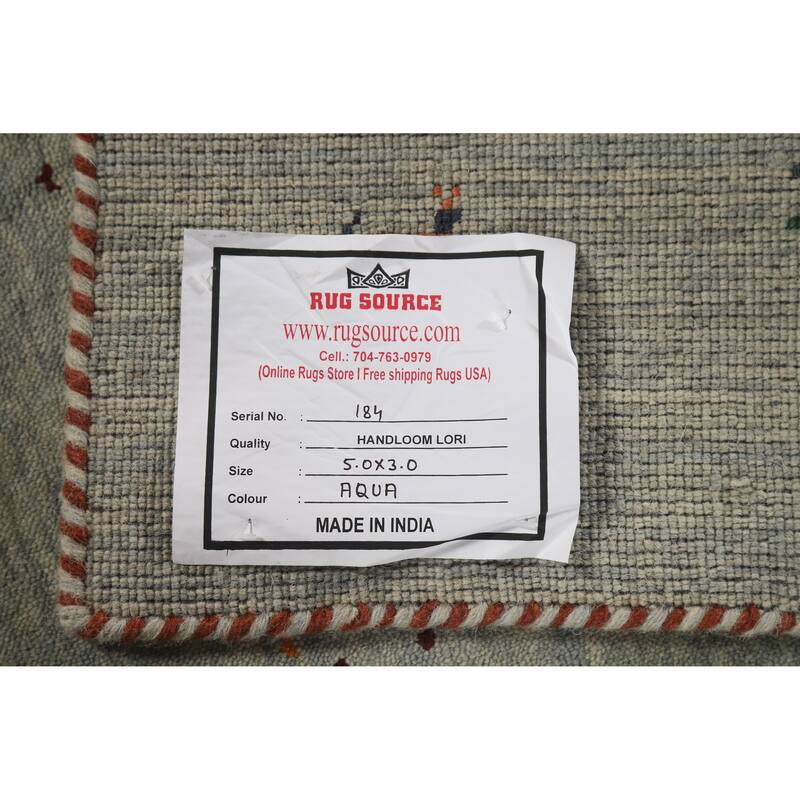 RUG SOURCE
www.rugsource.com
Cell.: 704-763-0979
(Online Rugs Store I Free shipping Rugs USA)
Serial No. : 184
Quality : HANDLOOM LORI
Size : 5.0X3.0
Colour : AQUA
MADE IN INDIA